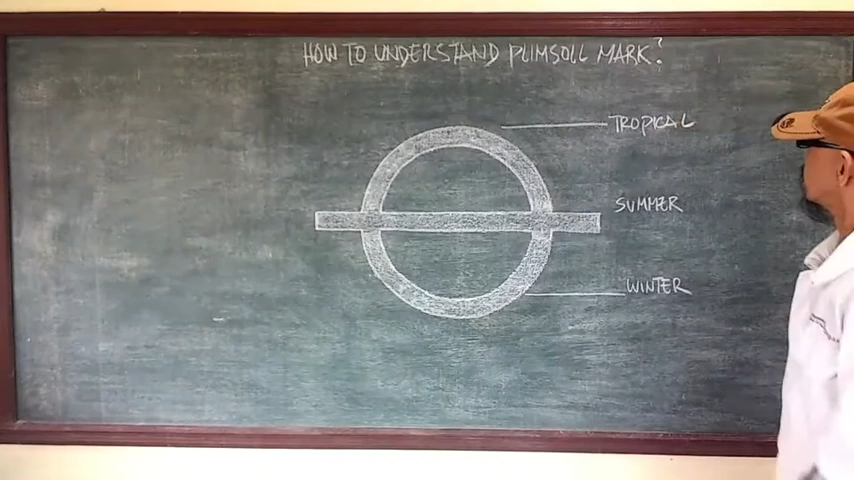 HOW TO UNDERSTAND PLIMSOLL MARK?
TROPICAL
SUMMER
WINTER